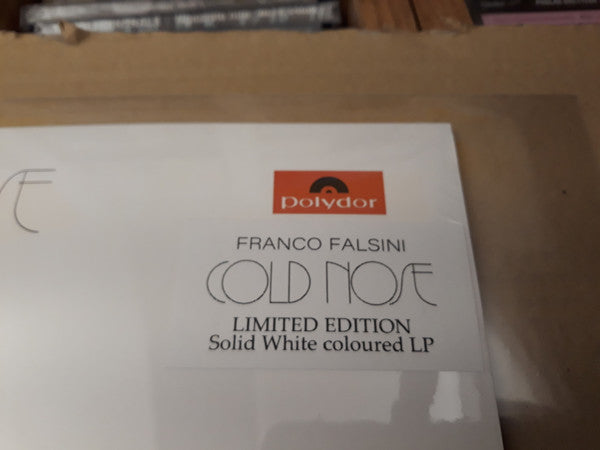 polydor
FRANCO FALSINI
COLD NOSE
LIMITED EDITION
Solid White coloured LP